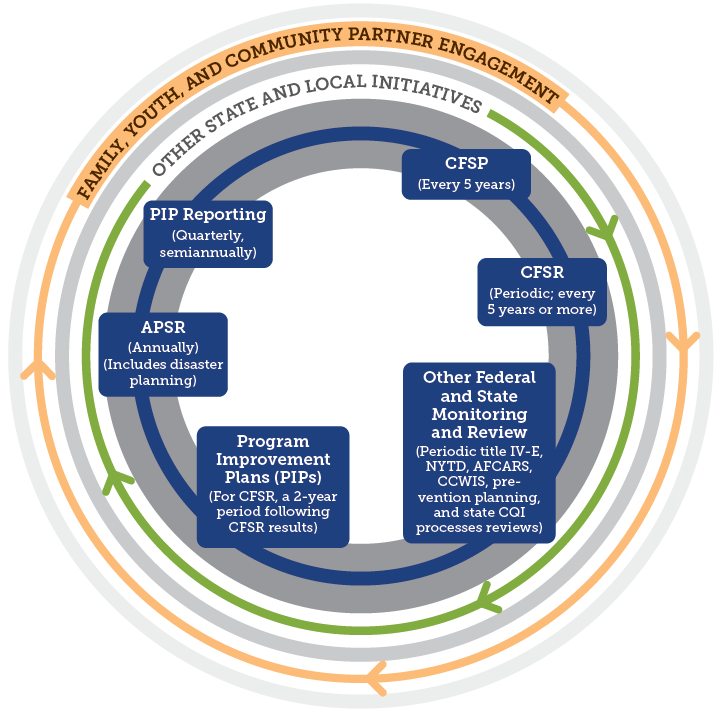 FAMILY, YOUTH, AND COMMUNITY PARTNER ENGAGEMENT
OTHER STATE AND LOCAL INITIATIVES
CFSP
(Every 5 years)
CFSR
(Periodic; every
5 years or more)
Other Federal
and State
Monitoring
and Review
(Periodic title IV-E,
NYTD, AFCARS,
CCWIS, pre-
vention planning,
and state CQI
processes reviews)
Program
Improvement
Plans (PIPs)
(For CFSR, a 2-year
period following
CFSR results)
APSR
(Annually)
(Includes disaster
planning)
PIP Reporting
(Quarterly,
semiannually)